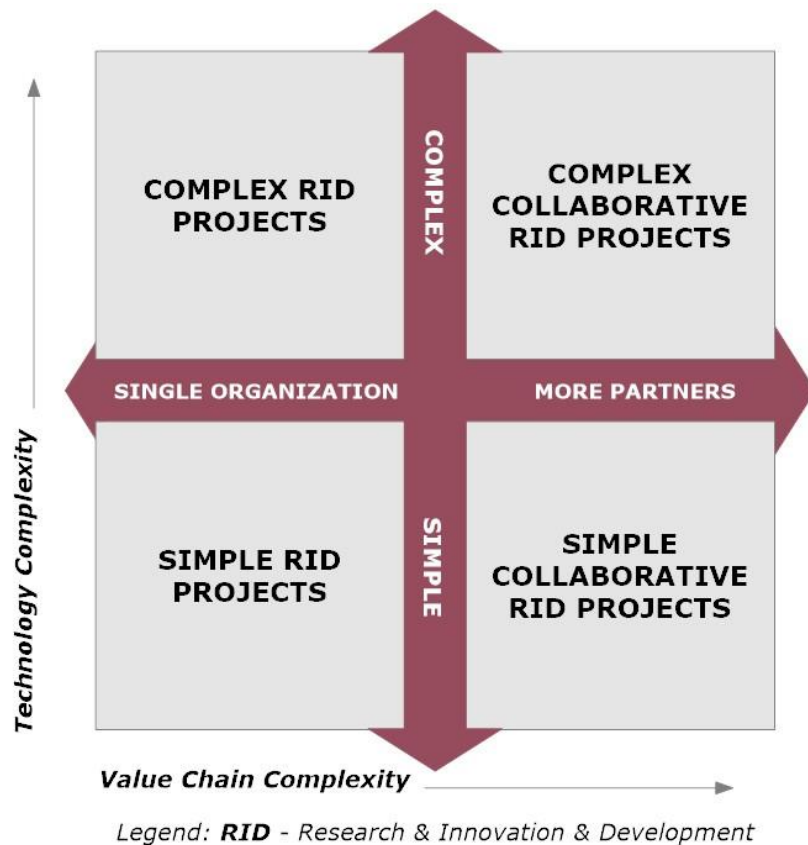 COMPLEX
COMPLEX RID
PROJECTS
COMPLEX
COLLABORATIVE
RID PROJECTS
SINGLE ORGANIZATION
MORE PARTNERS
SIMPLE
SIMPLE RID
PROJECTS
SIMPLE
COLLABORATIVE
RID PROJECTS
Technology Complexity
Value Chain Complexity
Legend: RID - Research & Innovation & Development